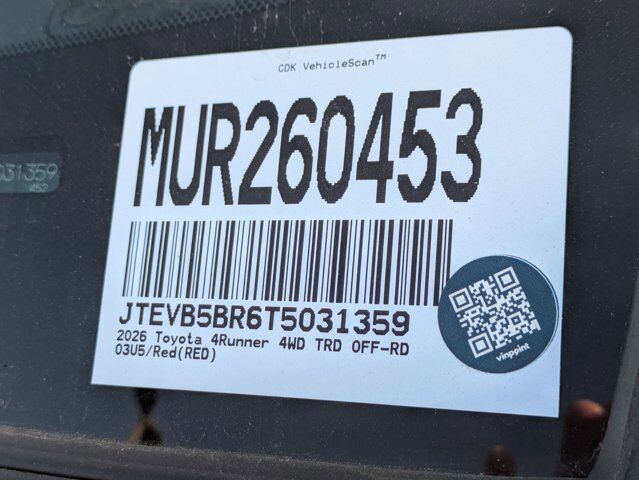 CDK VehicleScan™
MUR260453
031359
JTEVB5BR6T5031359
2026 Toyota 4Runner 4WD TRD OFF-RD
03U5/Red(RED)
vinpoint